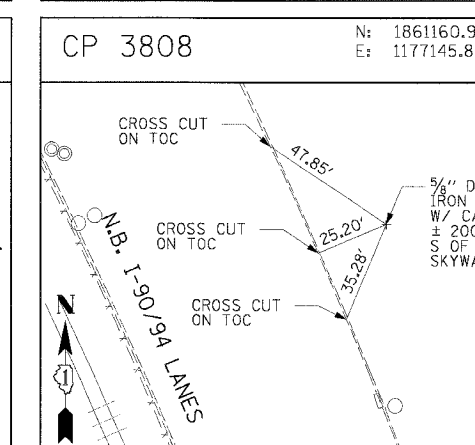 CP 3808
N: 1861160.9
E: 1177145.8
CROSS CUT
ON TOC
47.85'
5/8" D
IRON
W/ CA
± 200
S OF
SKYWA
CROSS CUT
ON TOC
25.20'
35.28'
CROSS CUT
ON TOC
N.B. I-90/94 LANES
N
1